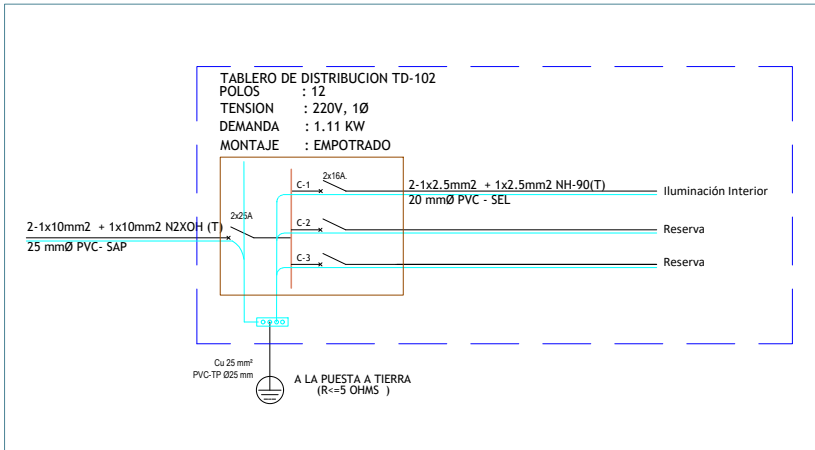 TABLERO DE DISTRIBUCION TD-102
POLOS : 12
TENSION : 220V, 1Ø
DEMANDA : 1.11 KW
MONTAJE : EMPOTRADO
2x16A.
C-1
2-1x2.5mm2 + 1x2.5mm2 NH-90(T)
20 mmØ PVC - SEL
Iluminación Interior
2x25A
2-1x10mm2 + 1x10mm2 N2XOH (T)
25 mmØ PVC- SAP
C-2
Reserva
C-3
Reserva
Cu 25 mm²
PVC-TP Ø25 mm
A LA PUESTA A TIERRA
(R<=5 OHMS )